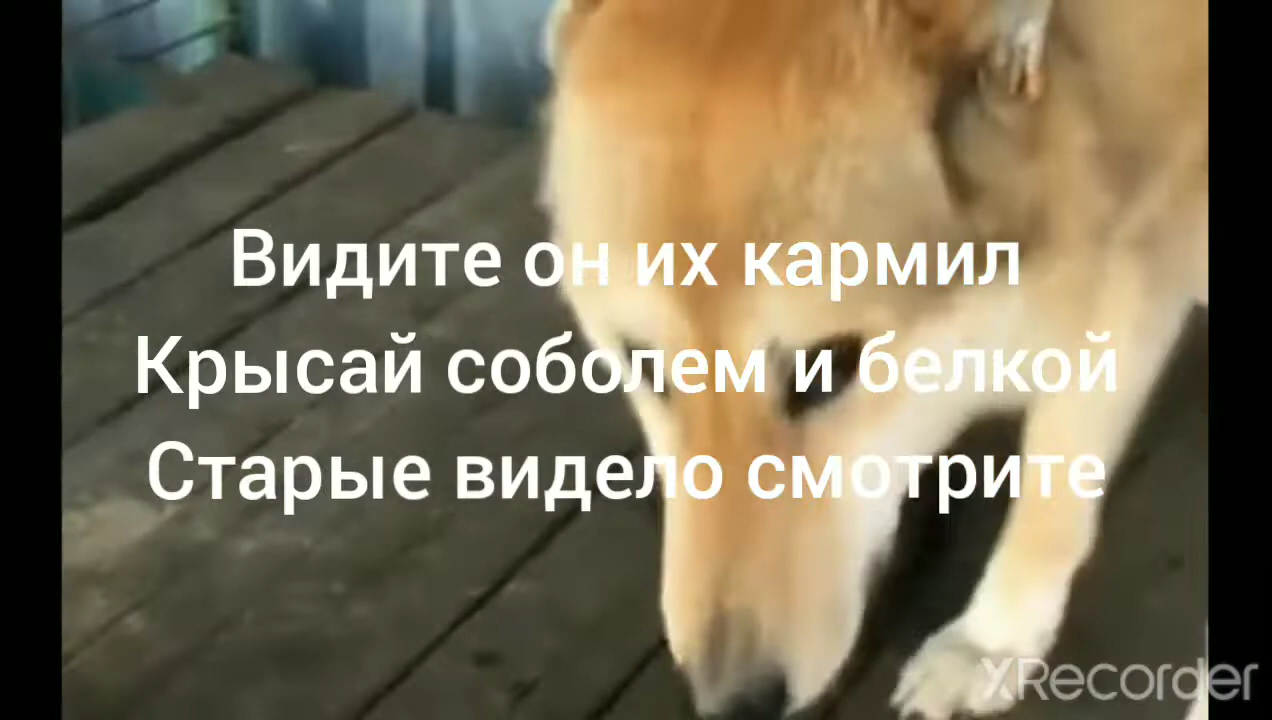 Видите он их кармил
Крысай соболем и белкой
Старые видело смотрите
XRecorder